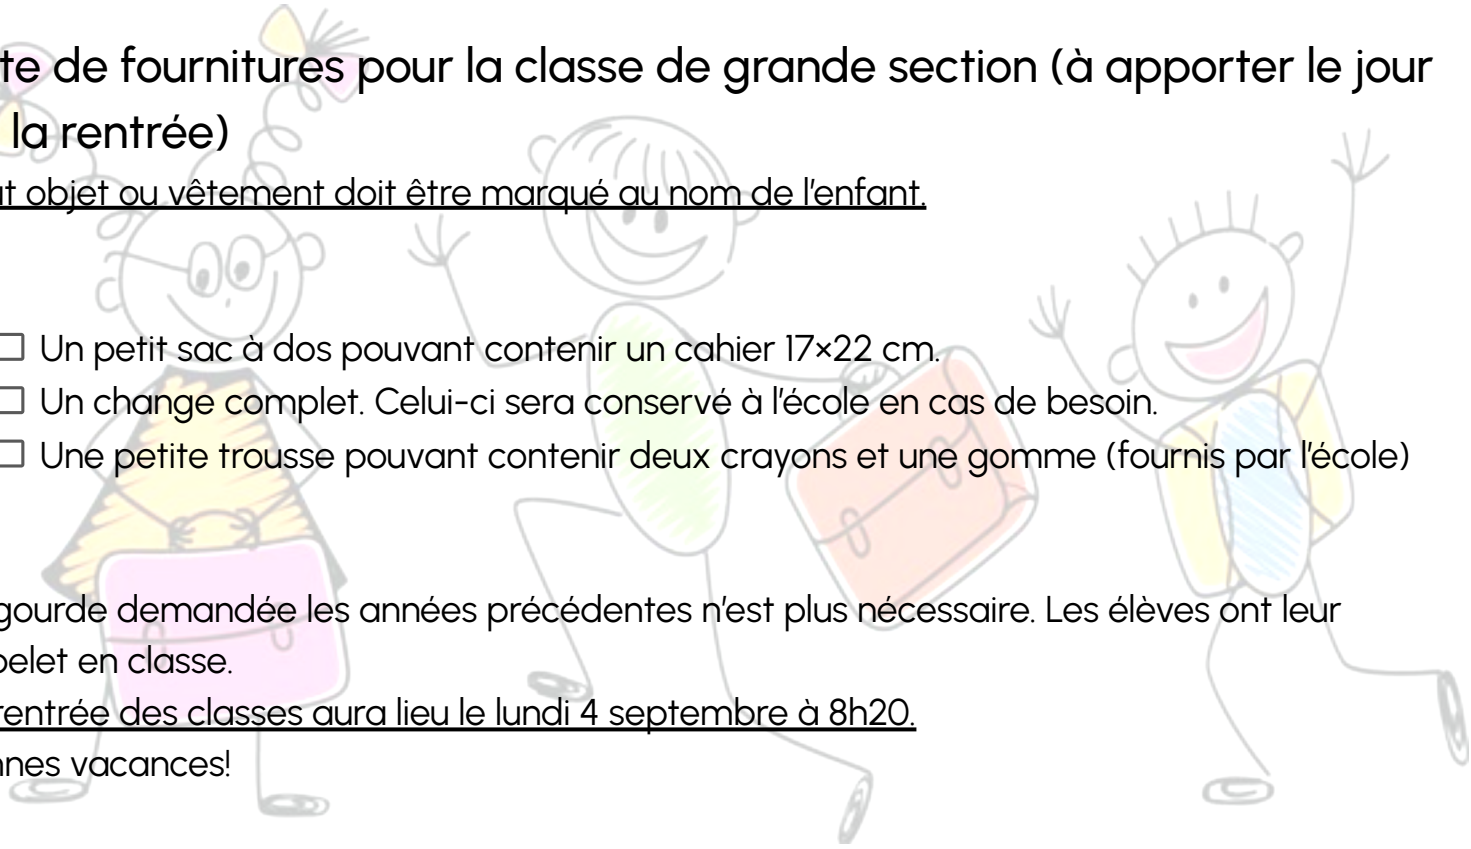 te de fournitures pour la classe de grande section (à apporter le jour
la rentrée)
objet ou vêtement doit être marqué au nom de l'enfant.
Un petit sac à dos pouvant contenir un cahier 17×22 cm.
Un change complet. Celui-ci sera conservé à l'école en cas de besoin.
Une petite trousse pouvant contenir deux crayons et une gomme (fournis par l'école)
gourde demandée les années précédentes n'est plus nécessaire. Les élèves ont leur
belet en classe.
rentrée des classes aura lieu le lundi 4 septembre à 8h20.
nnes vacances!